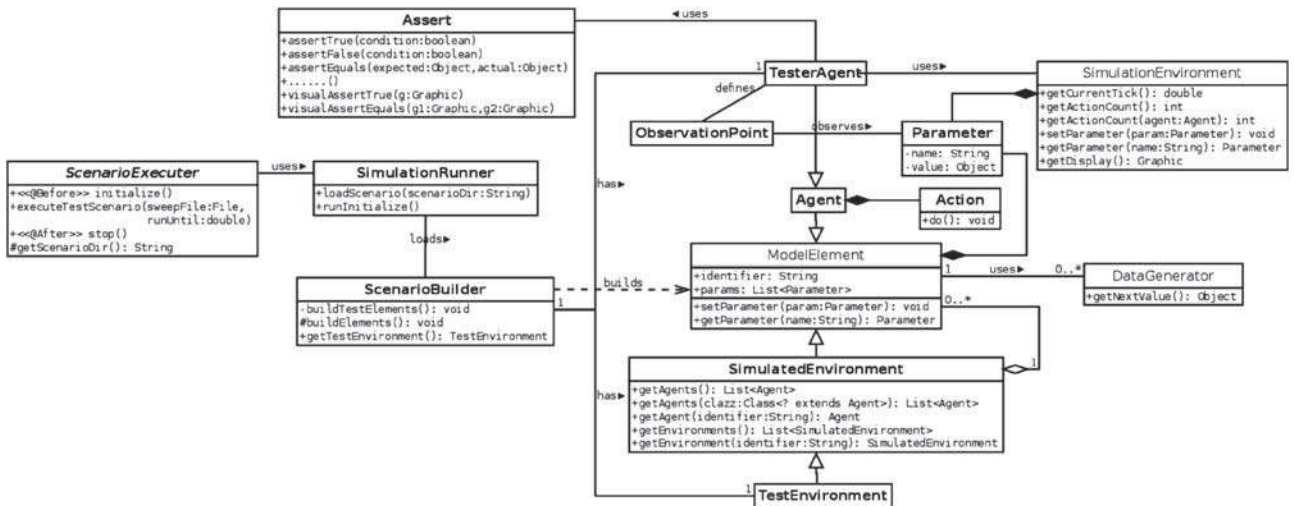 ◄uses
Assert
+assertTrue(condition:boolean)
+assertFalse(condition:boolean)
+assertEquals(expected:Object,actual:Object)
+......()
+visualAssertTrue(g:Graphic)
+visualAssertEquals(g1:Graphic,g2:Graphic)
1
TesterAgent
uses►
SimulationEnvironment
+getCurrentTick(): double
+getActionCount(): int
+getActionCount(agent:Agent): int
+setParameter(param:Parameter): void
+getParameter(name:String): Parameter
+getDisplay(): Graphic
defines
ObservationPoint
observes►
Parameter
-name: String
-value: Object
ScenarioExecuter
+<<@Before>> initialize()
+executeTestScenario(sweepFile:File,
runUntil:double)
+<<@After>> stop()
#getScenarioDir(): String
uses►
SimulationRunner
+loadScenario(scenarioDir:String)
+runInitialize()
has►
Agent
Action
+do(): void
loads►
ModelElement
+identifier: String
+params: List<Parameter>
+setParameter(param:Parameter): void
+getParameter(name:String): Parameter
1
uses►
0..*
DataGenerator
+getNextValue(): Object
ScenarioBuilder
-buildTestElements(): void
#buildElements(): void
+getTestEnvironment(): TestEnvironment
1
builds
0..*
1
SimulatedEnvironment
+getAgents(): List<Agent>
+getAgents(clazz:Class<? extends Agent>): List<Agent>
+getAgent(identifier:String): Agent
+getEnvironments(): List<SimulatedEnvironment>
+getEnvironment(identifier:String): SimulatedEnvironment
has►
1
TestEnvironment